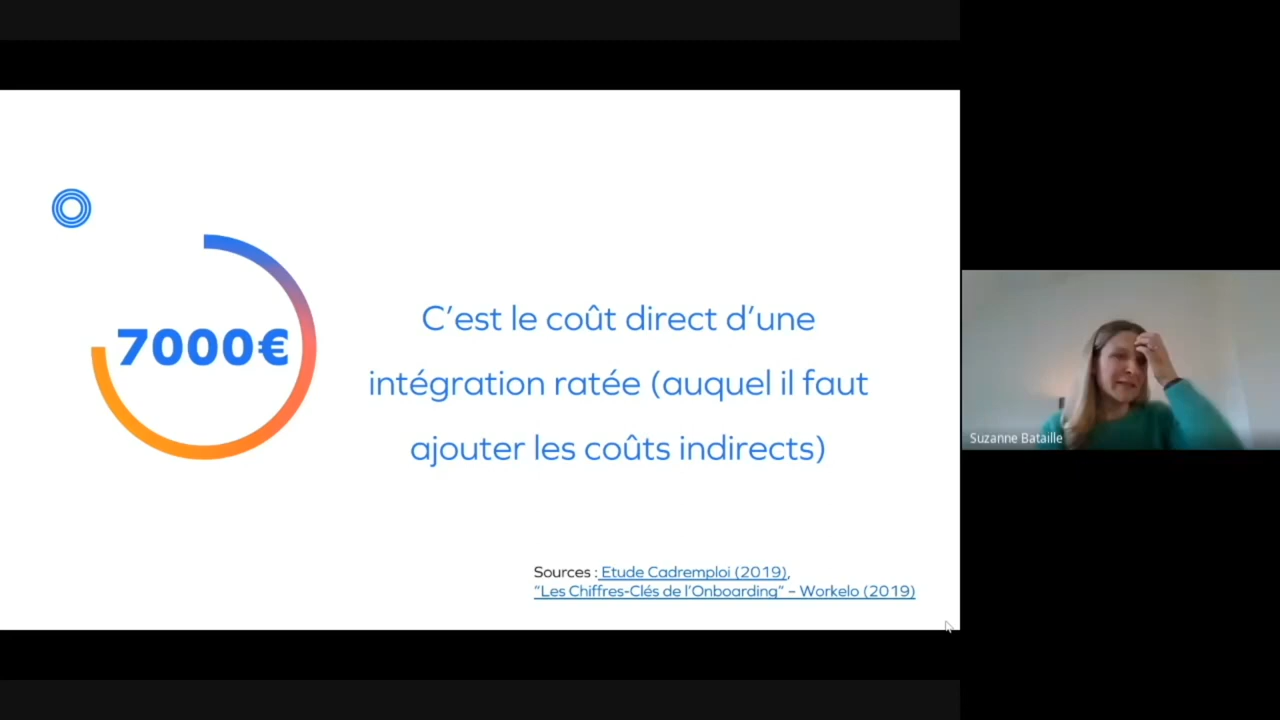 7000€
C’est le coût direct d’une
intégration ratée (auquel il faut
ajouter les coûts indirects)
Sources : Etude Cadremploi (2019),
“Les Chiffres-Clés de l’Onboarding” – Workelo (2019)
Suzanne Bataille